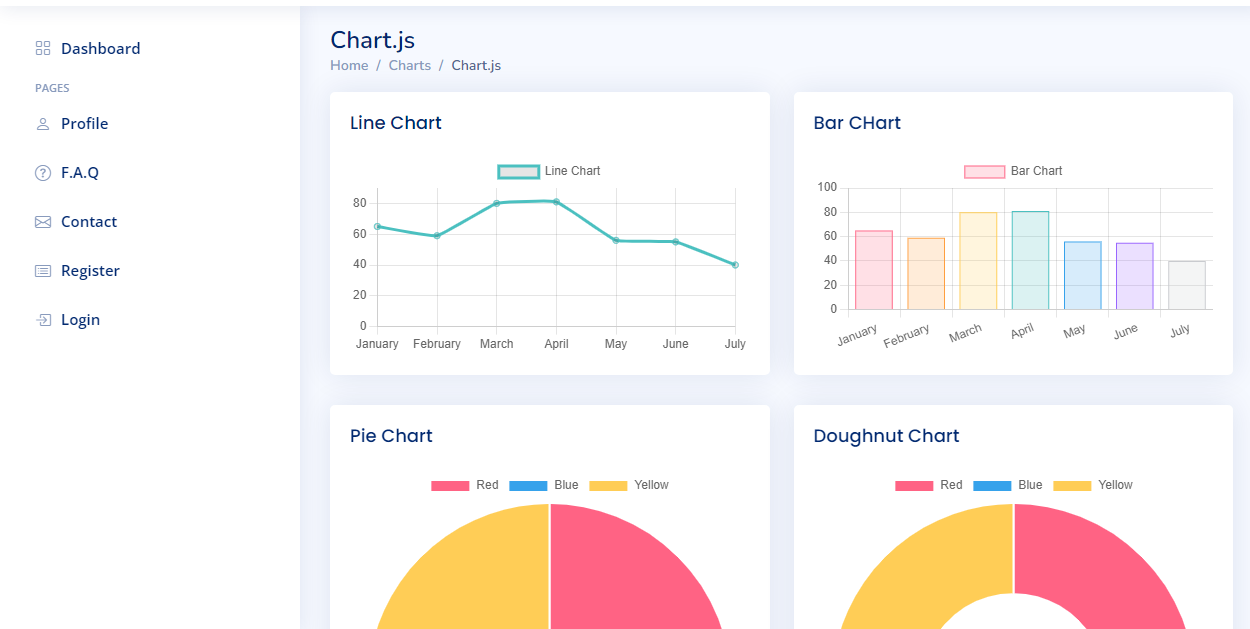 Dashboard
PAGES
Profile
F.A.Q
Contact
Register
Login
Chart.js
Home / Charts / Chart.js
Line Chart
Line Chart
80
60
40
20
0
January February March April May June July
Bar CHart
Bar Chart
100
80
60
40
20
0
January February March April May June July
Pie Chart
Red Blue Yellow
Doughnut Chart
Red Blue Yellow